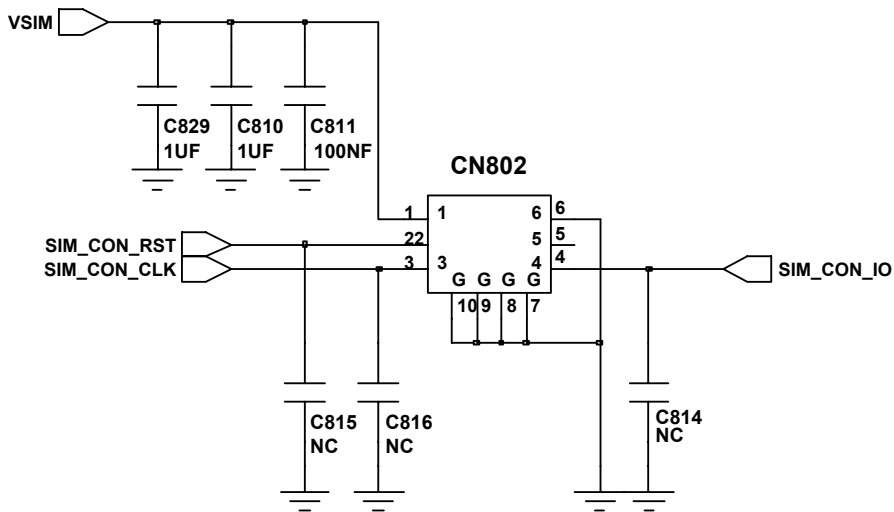 VSIM
C829 C810 C811
1UF 1UF 100NF
CN802
1 1 6 6
SIM_CON_RST 22 5 5
SIM_CON_CLK 3 3 4 4 SIM_CON_IO
G G G G
10 9 8 7
C815 C816 C814
NC NC NC